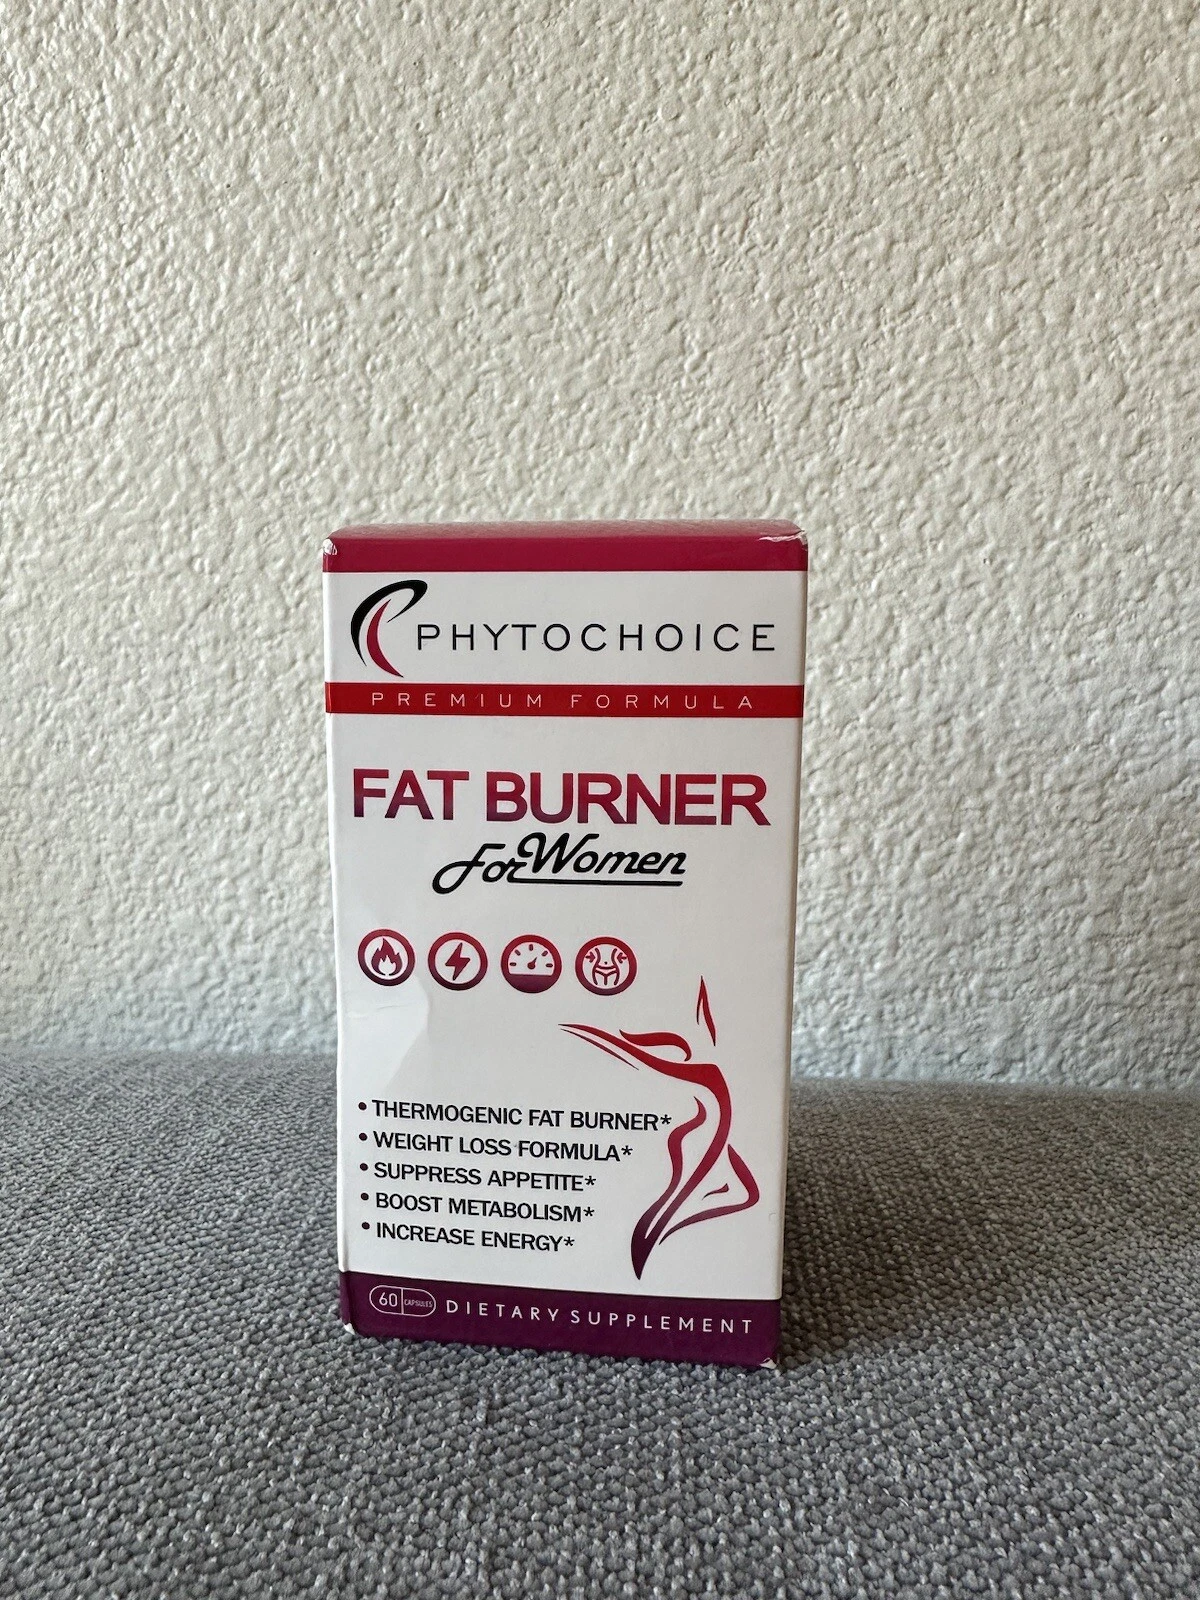 PHYTOCHOICE
PREMIUM FORMULA
FAT BURNER
For Women
• THERMOGENIC FAT BURNER*
• WEIGHT LOSS FORMULA*
• SUPPRESS APPETITE*
• BOOST METABOLISM*
• INCREASE ENERGY*
60 CAPSULES DIETARY SUPPLEMENT